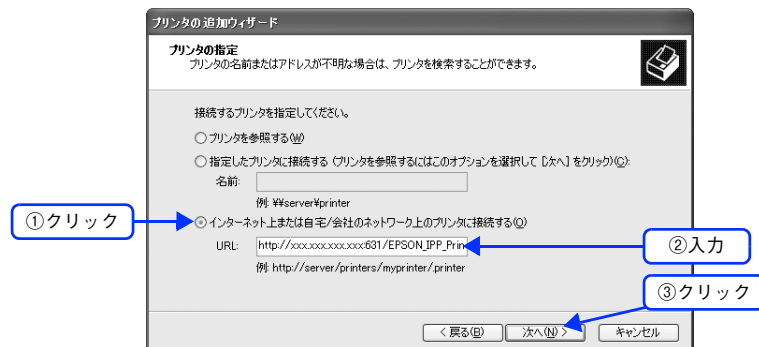 プリンタの追加ウィザード
プリンタの指定
プリンタの名前またはアドレスが不明な場合は、プリンタを検索することができます。
接続するプリンタを指定してください。
プリンタを参照する(W)
指定したプリンタに接続する (プリンタを参照するにはこのオプションを選択して [次へ] をクリック)(C):
名前:
例: ¥¥server¥printer
①クリック
インターネット上または自宅/会社のネットワーク上のプリンタに接続する(O)
URL: http://xxx.xxx.xxx.xxx:631/EPSON_IPP_Prin
②入力
例: http://server/printers/myprinter/.printer
③クリック
< 戻る(B) 次へ(N) > キャンセル